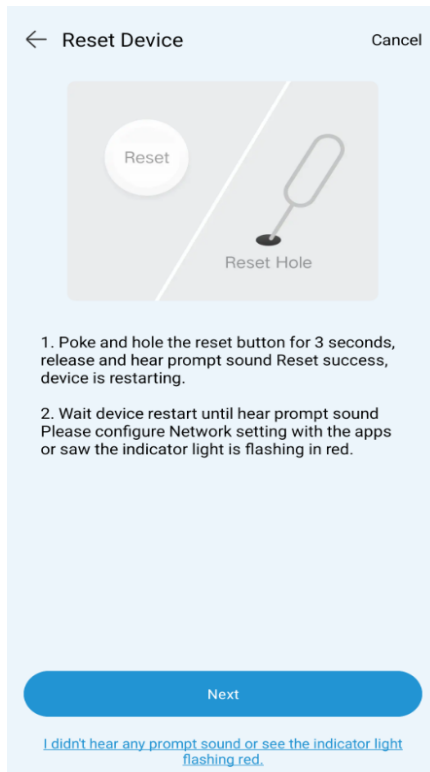 Reset Device
Cancel
Reset
Reset Hole
1. Poke and hole the reset button for 3 seconds,
release and hear prompt sound Reset success,
device is restarting.
2. Wait device restart until hear prompt sound
Please configure Network setting with the apps
or saw the indicator light is flashing in red.
Next
I didn't hear any prompt sound or see the indicator light
flashing red.